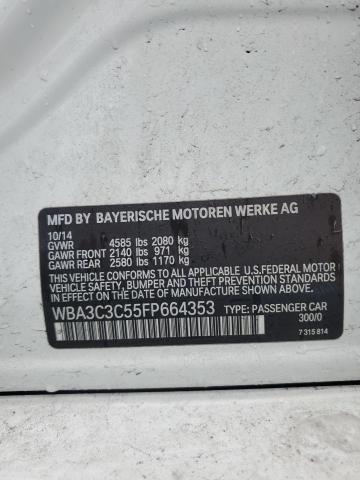 MFD BY BAYERISCHE MOTOREN WERKE AG
10/14
GVWR 4585 lbs 2080 kg
GAWR FRONT 2140 lbs 971 kg
GAWR REAR 2580 lbs 1170 kg
THIS VEHICLE CONFORMS TO ALL APPLICABLE U.S. FEDERAL MOTOR
VEHICLE SAFETY, BUMPER AND THEFT PREVENTION STANDARDS
IN EFFECT ON THE DATE OF MANUFACTURE SHOWN ABOVE.
WBA3C3C55FP664353 TYPE: PASSENGER CAR
300/0
7 315 814